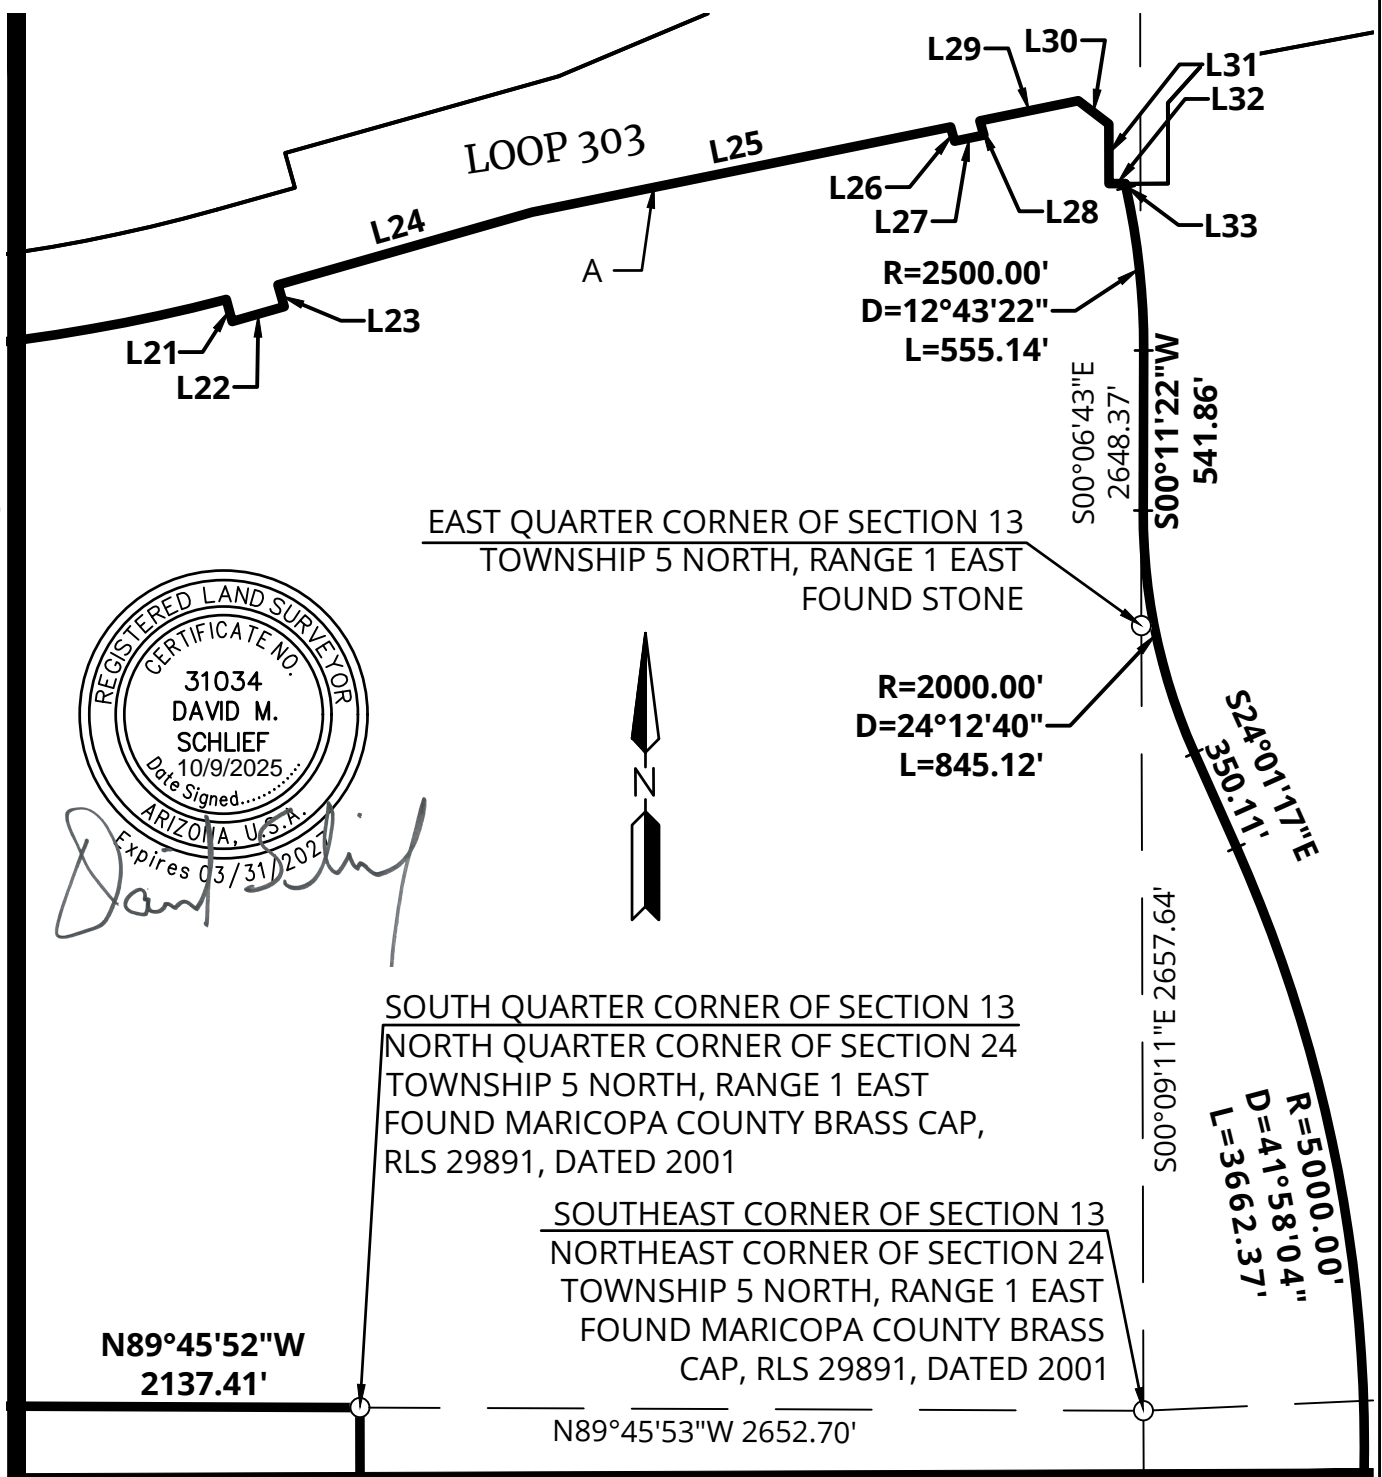 L29
L30
L31
L32
LOOP 303
L25
L26
L27
L28
L33
L24
A
R=2500.00'
D=12°43'22"
L=555.14'
L23
L21
L22
S00°06'43"E
2648.37'
S00°11'22"W
541.86'
EAST QUARTER CORNER OF SECTION 13
TOWNSHIP 5 NORTH, RANGE 1 EAST
FOUND STONE
REGISTERED LAND SURVEYOR
CERTIFICATE NO.
31034
DAVID M.
SCHLIEF
10/9/2025
Date Signed...........
ARIZONA, U.S.A.
Expires 03/31/2027
N
R=2000.00'
D=24°12'40"
L=845.12'
S24°01'17"E
350.11'
S00°09'11"E 2657.64'
SOUTH QUARTER CORNER OF SECTION 13
NORTH QUARTER CORNER OF SECTION 24
TOWNSHIP 5 NORTH, RANGE 1 EAST
FOUND MARICOPA COUNTY BRASS CAP,
RLS 29891, DATED 2001
R=5000.00'
D=41°58'04"
L=3662.37'
SOUTHEAST CORNER OF SECTION 13
NORTHEAST CORNER OF SECTION 24
TOWNSHIP 5 NORTH, RANGE 1 EAST
FOUND MARICOPA COUNTY BRASS
CAP, RLS 29891, DATED 2001
N89°45'52"W
2137.41'
N89°45'53"W 2652.70'